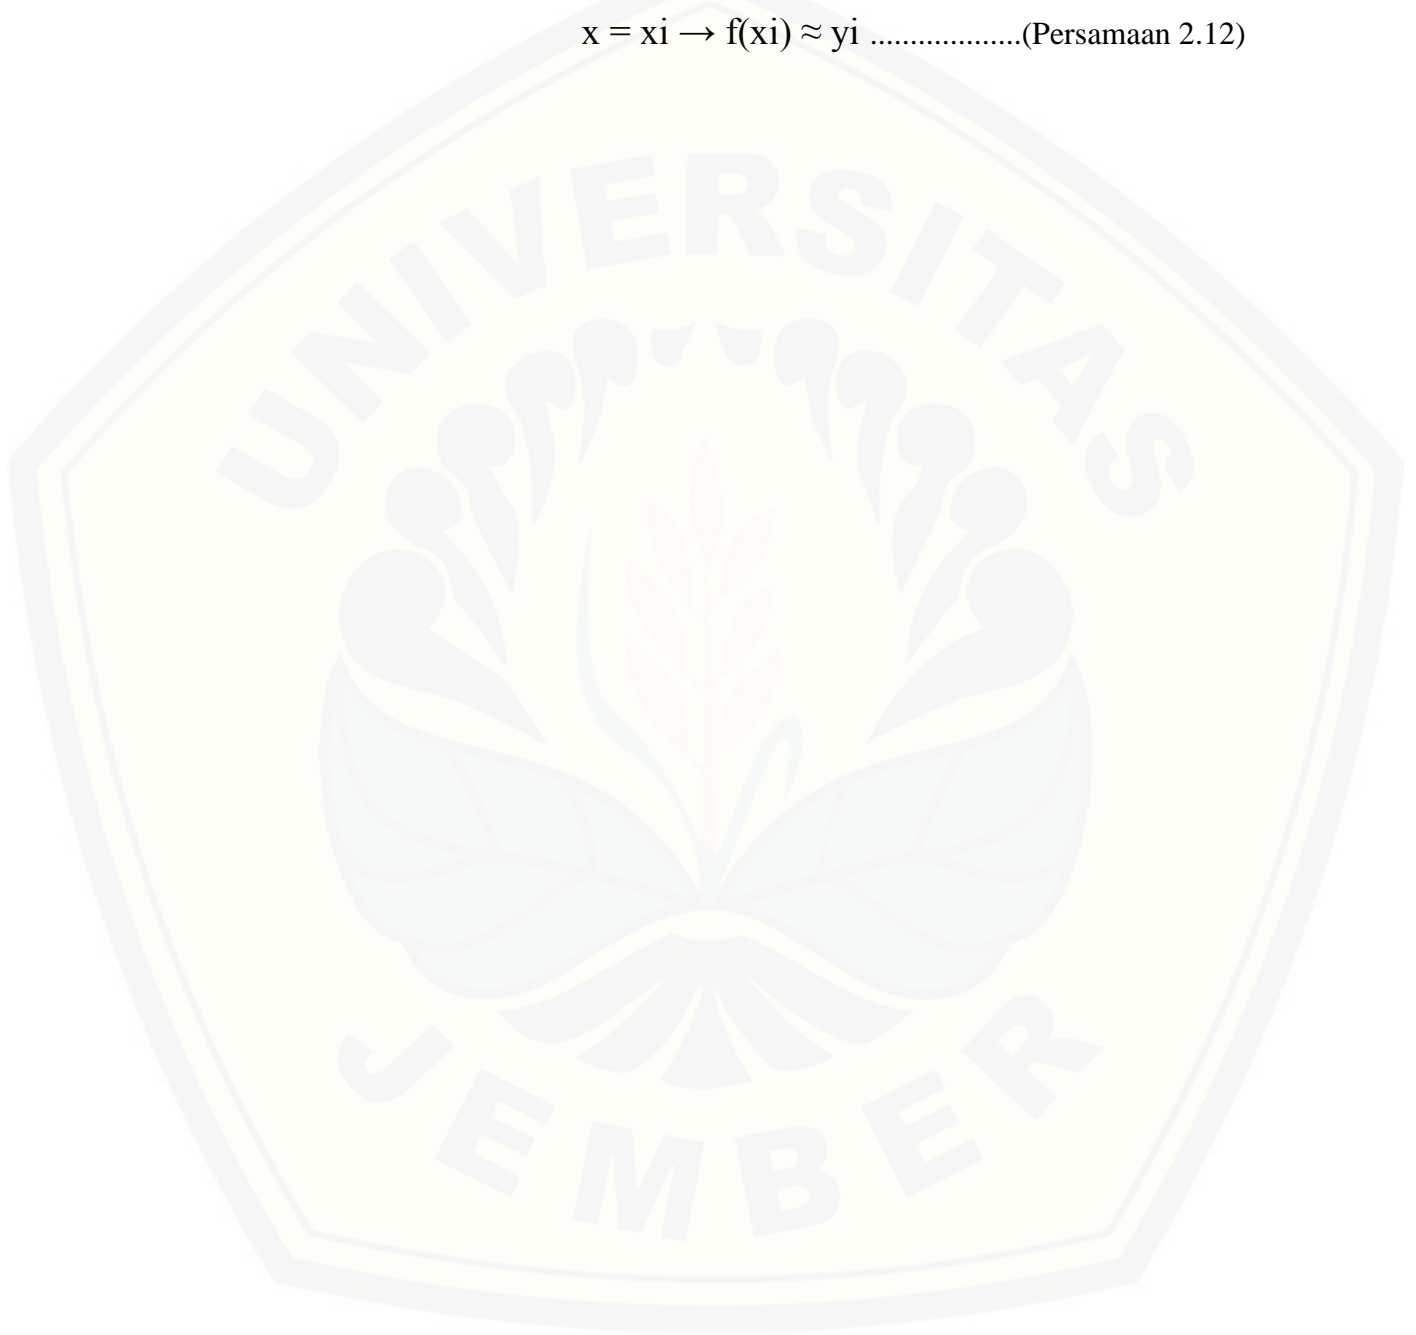 x = xi → f(xi) ≈ yi ...................(Persamaan 2.12)
UNIVERSITAS
JEMBER